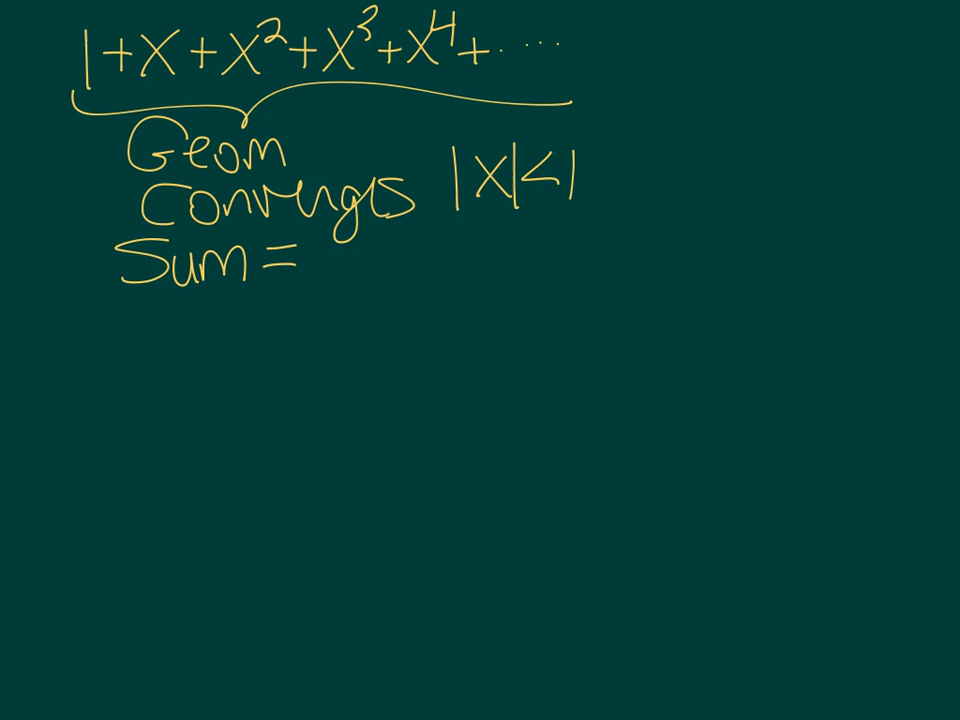 1+x+x²+x³+x⁴+.....
Geom
Converges |x|<1
Sum=